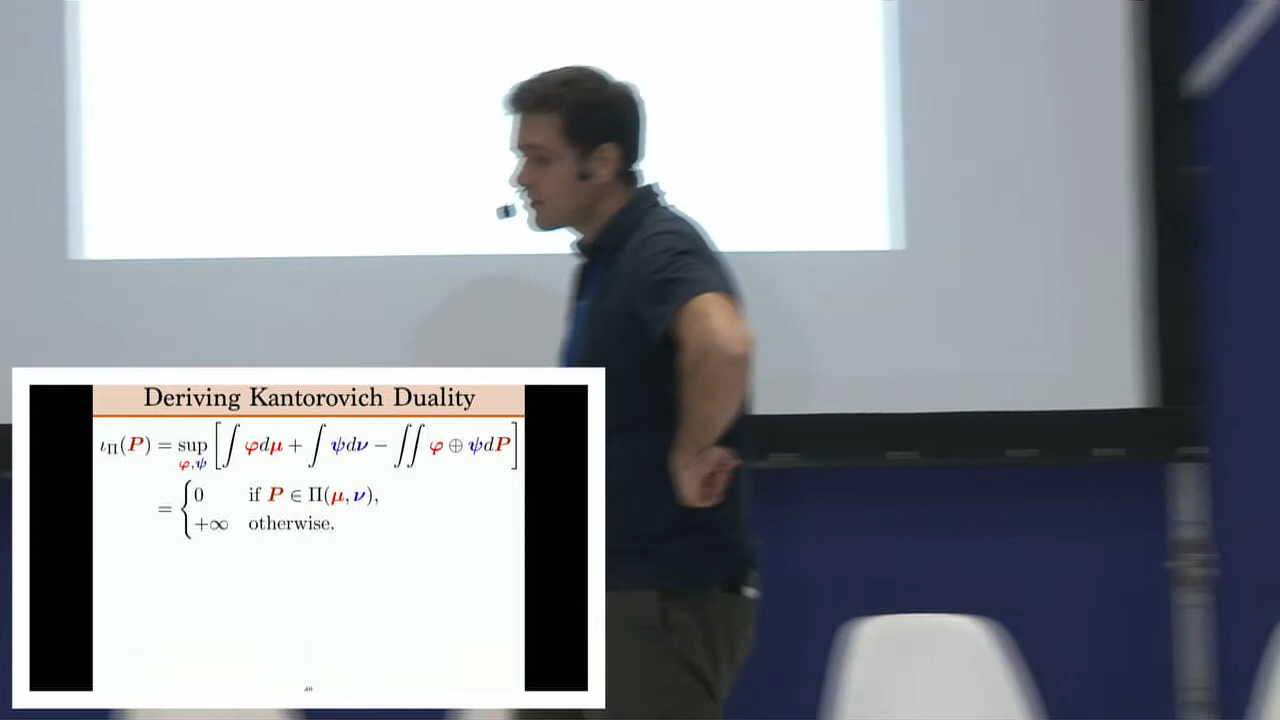 Deriving Kantorovich Duality
ι_Π(P) = sup_{φ,ψ} [∫ φdμ + ∫ ψdν − ∬ φ ⊕ ψdP]
= { 0 if P ∈ Π(μ, ν),
+∞ otherwise.